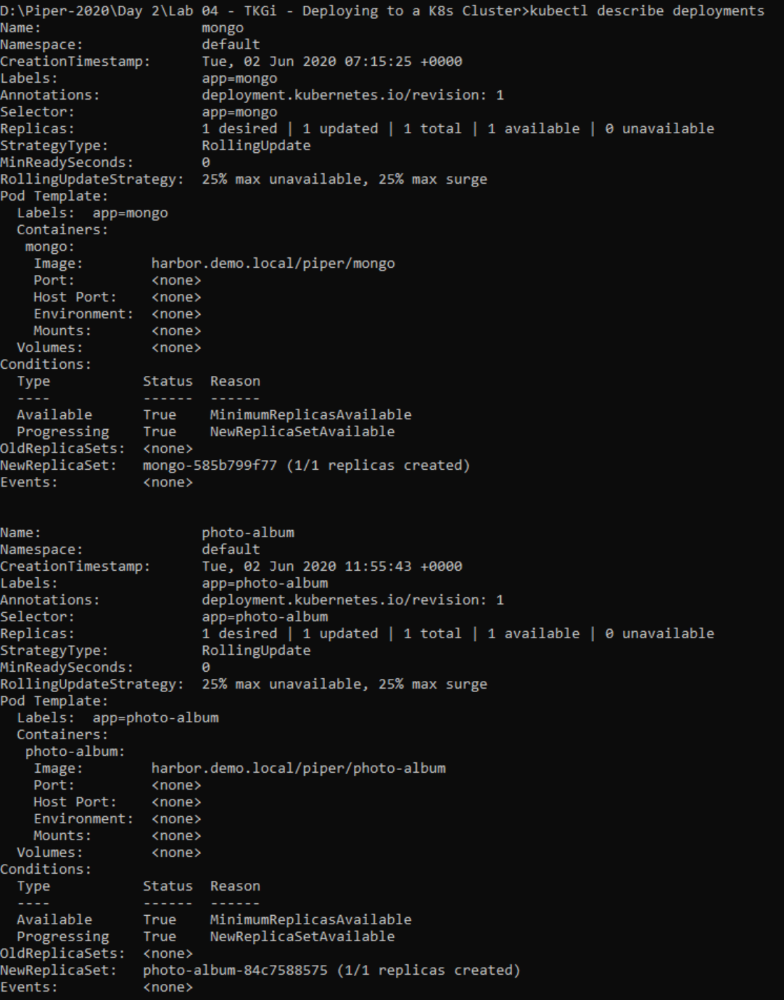 D:\Piper-2020\Day 2\Lab 04 - TKGi - Deploying to a K8s Cluster>kubectl describe deployments
Name:                   mongo
Namespace:              default
CreationTimestamp:      Tue, 02 Jun 2020 07:15:25 +0000
Labels:                 app=mongo
Annotations:            deployment.kubernetes.io/revision: 1
Selector:               app=mongo
Replicas:               1 desired | 1 updated | 1 total | 1 available | 0 unavailable
StrategyType:           RollingUpdate
MinReadySeconds:        0
RollingUpdateStrategy:  25% max unavailable, 25% max surge
Pod Template:
  Labels:  app=mongo
  Containers:
   mongo:
    Image:        harbor.demo.local/piper/mongo
    Port:         <none>
    Host Port:    <none>
    Environment:  <none>
    Mounts:       <none>
  Volumes:        <none>
Conditions:
  Type           Status  Reason
  ----           ------  ------
  Available      True    MinimumReplicasAvailable
  Progressing    True    NewReplicaSetAvailable
OldReplicaSets:  <none>
NewReplicaSet:   mongo-585b799f77 (1/1 replicas created)
Events:          <none>
Name:                   photo-album
Namespace:              default
CreationTimestamp:      Tue, 02 Jun 2020 11:55:43 +0000
Labels:                 app=photo-album
Annotations:            deployment.kubernetes.io/revision: 1
Selector:               app=photo-album
Replicas:               1 desired | 1 updated | 1 total | 1 available | 0 unavailable
StrategyType:           RollingUpdate
MinReadySeconds:        0
RollingUpdateStrategy:  25% max unavailable, 25% max surge
Pod Template:
  Labels:  app=photo-album
  Containers:
   photo-album:
    Image:        harbor.demo.local/piper/photo-album
    Port:         <none>
    Host Port:    <none>
    Environment:  <none>
    Mounts:       <none>
  Volumes:        <none>
Conditions:
  Type           Status  Reason
  ----           ------  ------
  Available      True    MinimumReplicasAvailable
  Progressing    True    NewReplicaSetAvailable
OldReplicaSets:  <none>
NewReplicaSet:   photo-album-84c7588575 (1/1 replicas created)
Events:          <none>